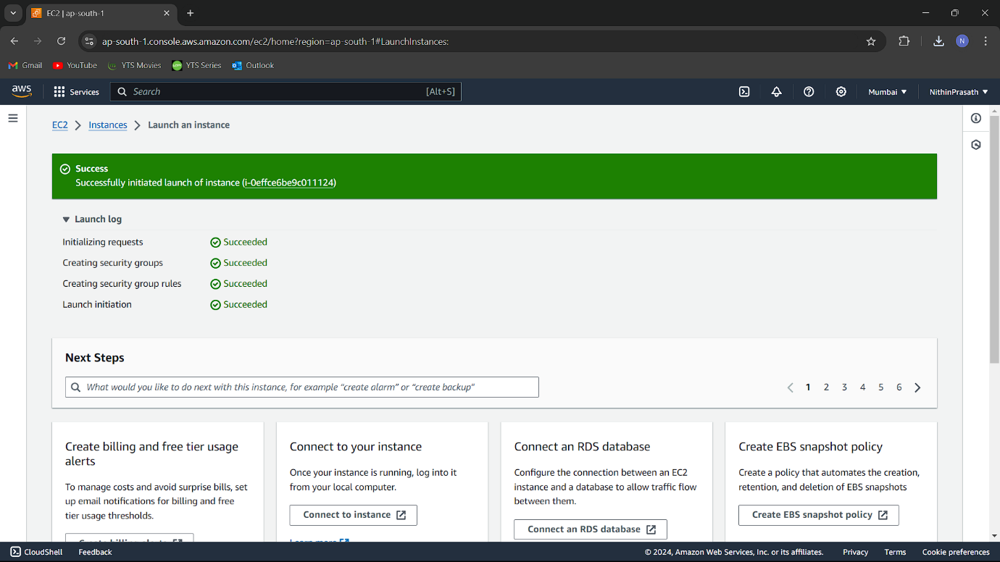 EC2 | ap-south-1
ap-south-1.console.aws.amazon.com/ec2/home?region=ap-south-1#LaunchInstances:
N
Gmail YouTube YTS Movies YTS Series Outlook
aws Services Search [Alt+S] Mumbai NithinPrasath
EC2 Instances Launch an instance
Success
Successfully initiated launch of instance (i-0effce6be9c011124)
Launch log
Initializing requests Succeeded
Creating security groups Succeeded
Creating security group rules Succeeded
Launch initiation Succeeded
Next Steps
What would you like to do next with this instance, for example “create alarm” or “create backup” 1 2 3 4 5 6
Create billing and free tier usage
alerts
To manage costs and avoid surprise bills, set
up email notifications for billing and free
tier usage thresholds.
Create billing alerts
Connect to your instance
Once your instance is running, log into it
from your local computer.
Connect to instance
Learn more
Connect an RDS database
Configure the connection between an EC2
instance and a database to allow traffic flow
between them.
Connect an RDS database
Create EBS snapshot policy
Create a policy that automates the creation,
retention, and deletion of EBS snapshots
Create EBS snapshot policy
CloudShell Feedback © 2024, Amazon Web Services, Inc. or its affiliates. Privacy Terms Cookie preferences